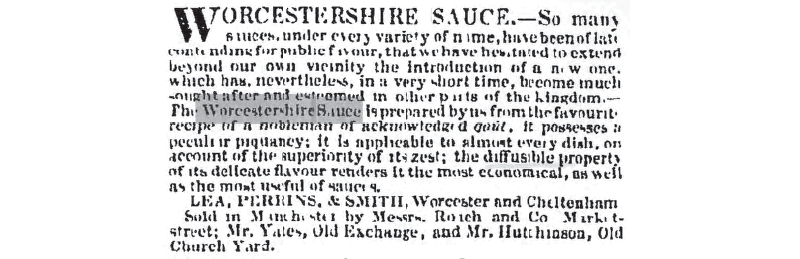 WORCESTERSHIRE SAUCE.—So many
sauces, under every variety of name, have been of late
contending for public favour, that we have hesitated to extend
beyond our own vicinity the introduction of a new one,
which has, nevertheless, in a very short time, become much
sought after and esteemed in other parts of the kingdom.—
The Worcestershire Sauce is prepared by us from the favourite
recipe of a nobleman of acknowledged goût. It possesses a
peculiar piquancy; it is applicable to almost every dish, on
account of the superiority of its zest; the diffusible property
of its delicate flavour renders it the most economical, as well
as the most useful of sauces.
LEA, PERRINS, & SMITH, Worcester and Cheltenham
Sold in Manchester by Messrs. Roach and Co Market-
street; Mr. Yates, Old Exchange, and Mr. Hutchinson, Old
Church Yard.